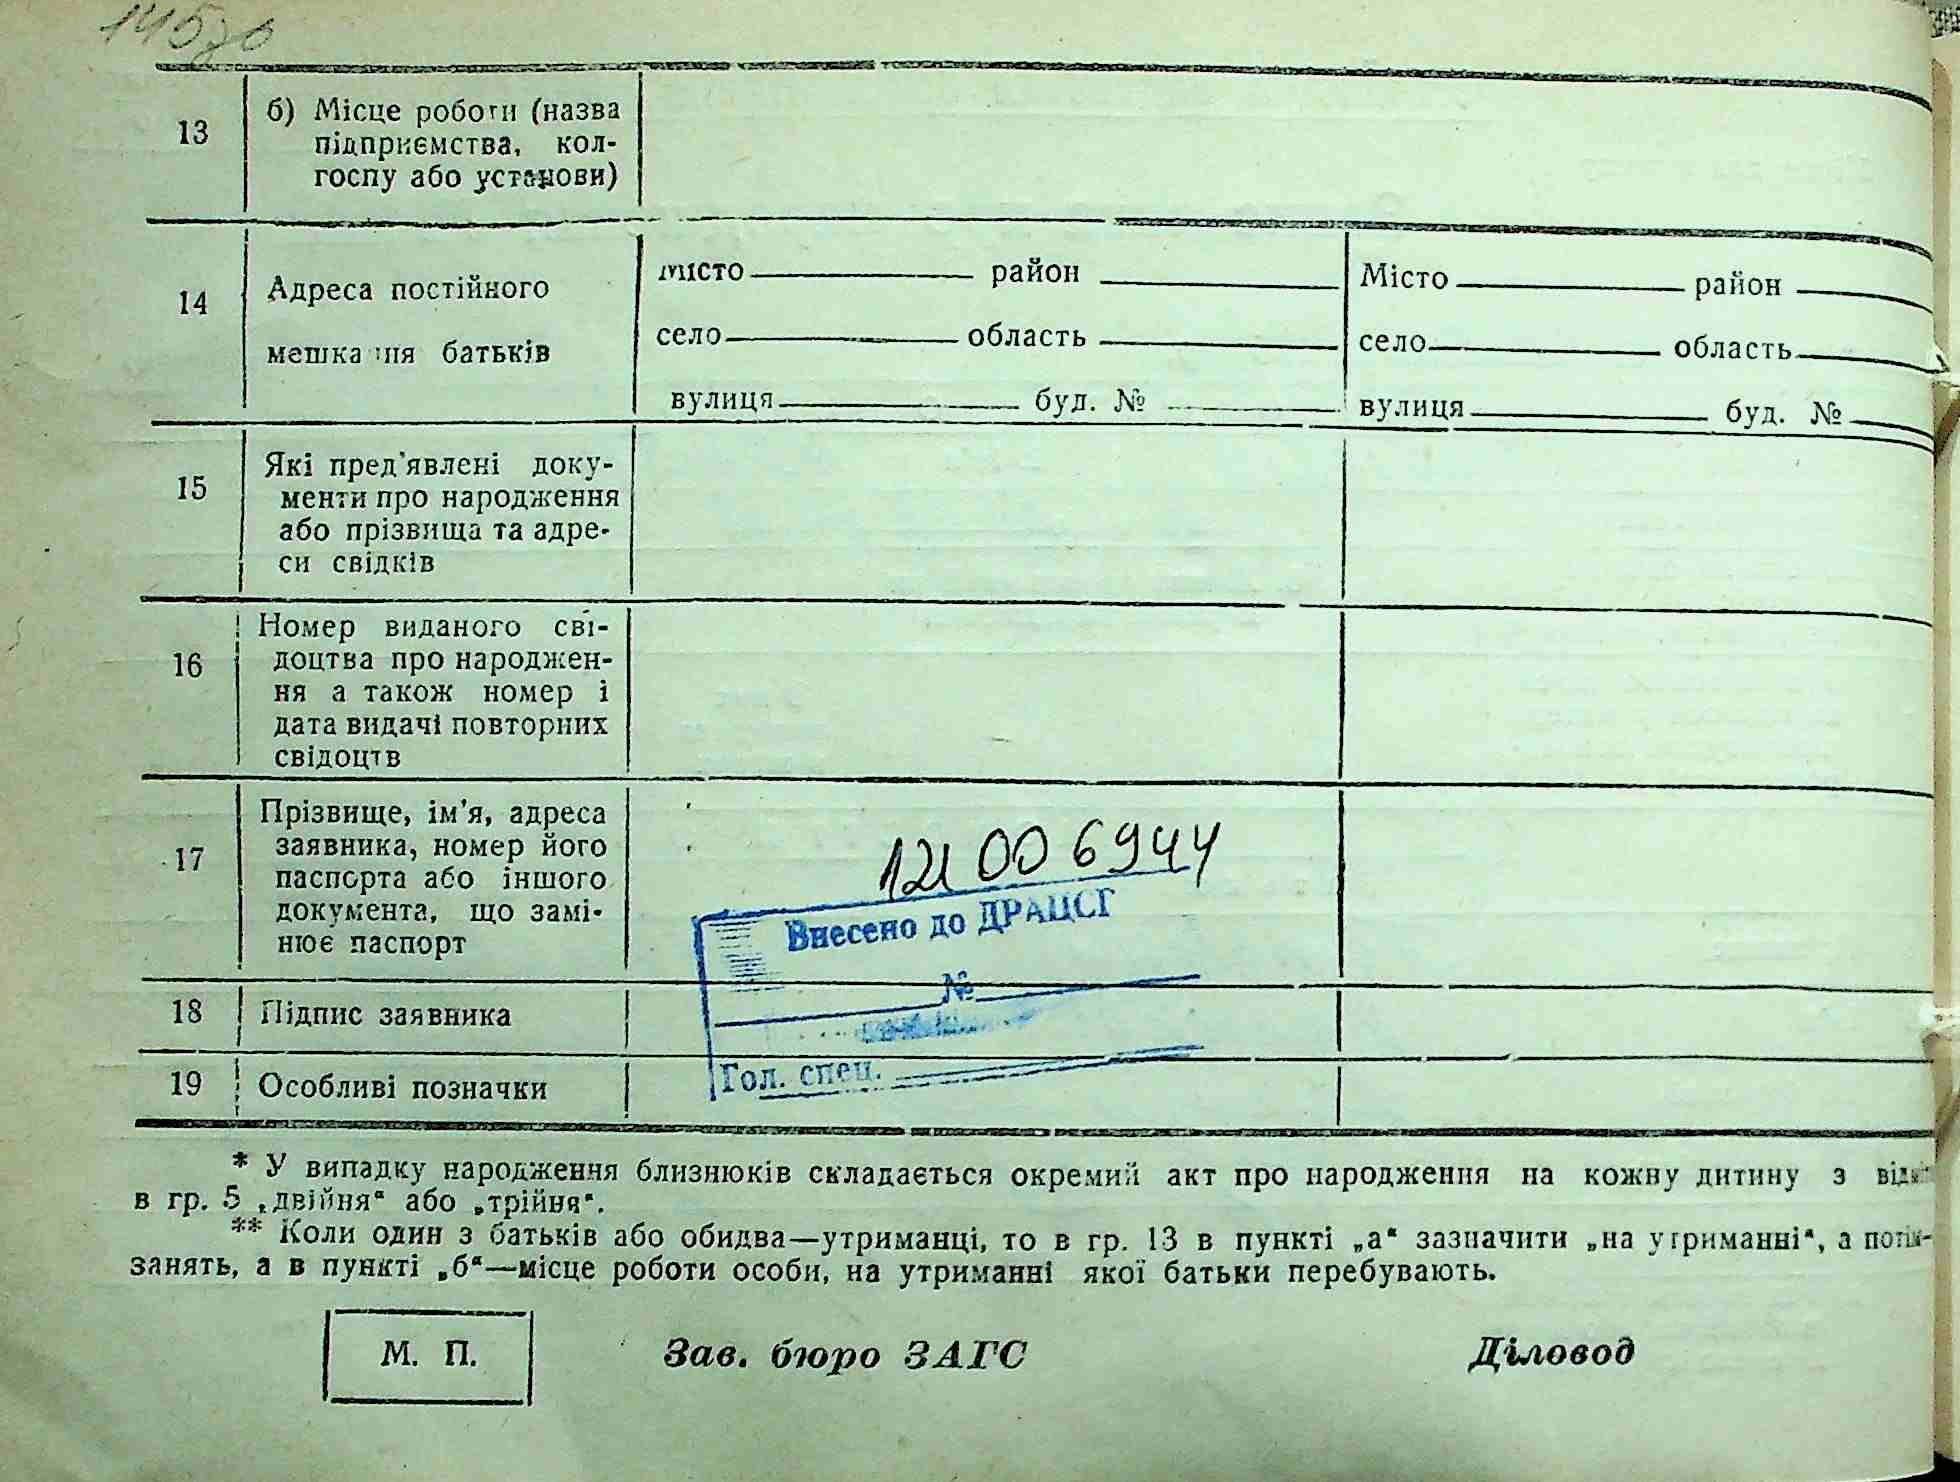 13 б) Місце роботи (назва
підприємства, кол-
госпу або установи)
14 Адреса постійного
мешкання батьків
місто район
село область
вулиця буд. №
Місто район
село область
вулиця буд. №
15 Які пред'явлені доку-
менти про народження
або прізвища та адре-
си свідків
16 Номер виданого сві-
доцтва про народжен-
ня а також номер і
дата видачі повторних
свідоцтв
17 Прізвище, ім'я, адреса
заявника, номер його
паспорта або іншого
документа, що замі-
нює паспорт
006944
Внесено до ДРАЦСГ
№
Гол. спец.
18 Підпис заявника
19 Особливі позначки
* У випадку народження близнюків складається окремий акт про народження на кожну дитину з
в гр. 5 „двійня“ або „трійня“.
** Коли один з батьків або обидва—утриманці, то в гр. 13 в пункті „а“ зазначити „на утриманні“, а
занять, а в пункті „б“—місце роботи особи, на утриманні якої батьки перебувають.
М. П. Зав. бюро ЗАГС Діловод